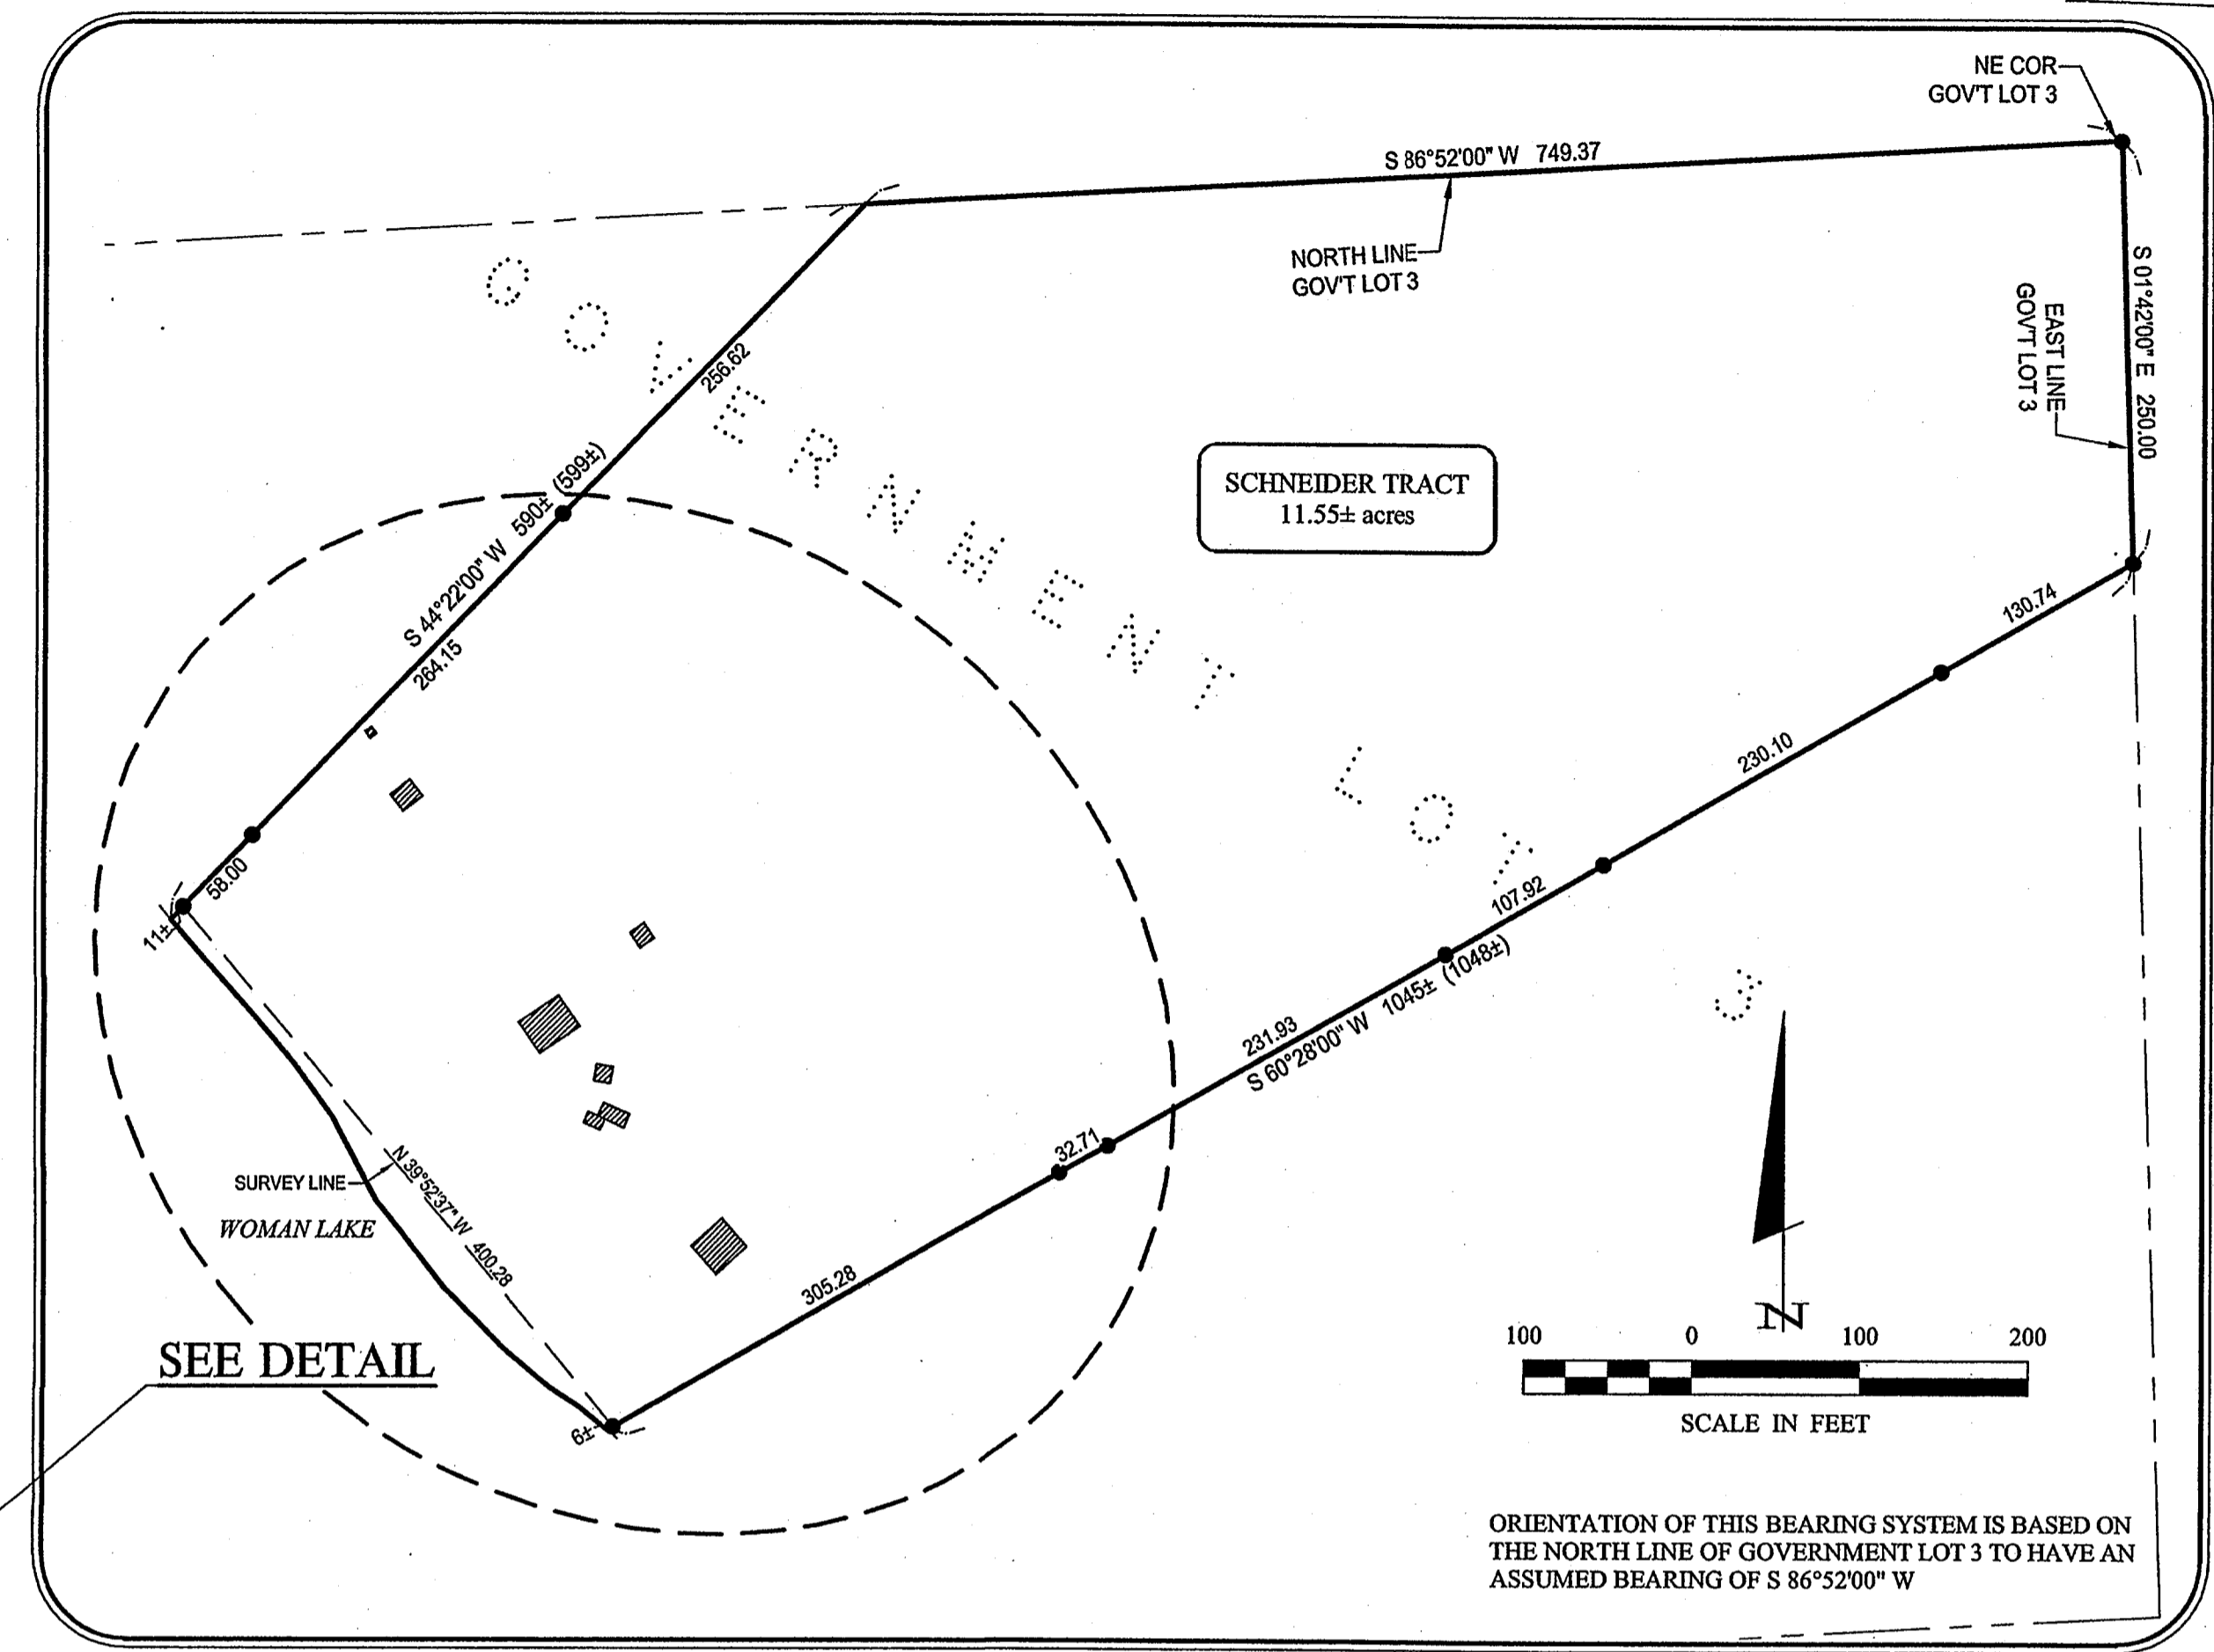 NE COR
GOV'T LOT 3
S 86°52'00" W 749.37
NORTH LINE
GOV'T LOT 3
S 01°42'00" E 250.00
EAST LINE
GOV'T LOT 3
256.62
S 44°22'00" W 590± (599±)
264.15
58.00
11±
GOVERNMENT LOT 3
SCHNEIDER TRACT
11.55± acres
130.74
230.10
107.92
231.93
S 60°28'00" W 1045± (1048±)
32.71
305.28
6±
SURVEY LINE
N 39°52'37" W 400.28
WOMAN LAKE
SEE DETAIL
N
100 0 100 200
SCALE IN FEET
ORIENTATION OF THIS BEARING SYSTEM IS BASED ON
THE NORTH LINE OF GOVERNMENT LOT 3 TO HAVE AN
ASSUMED BEARING OF S 86°52'00" W